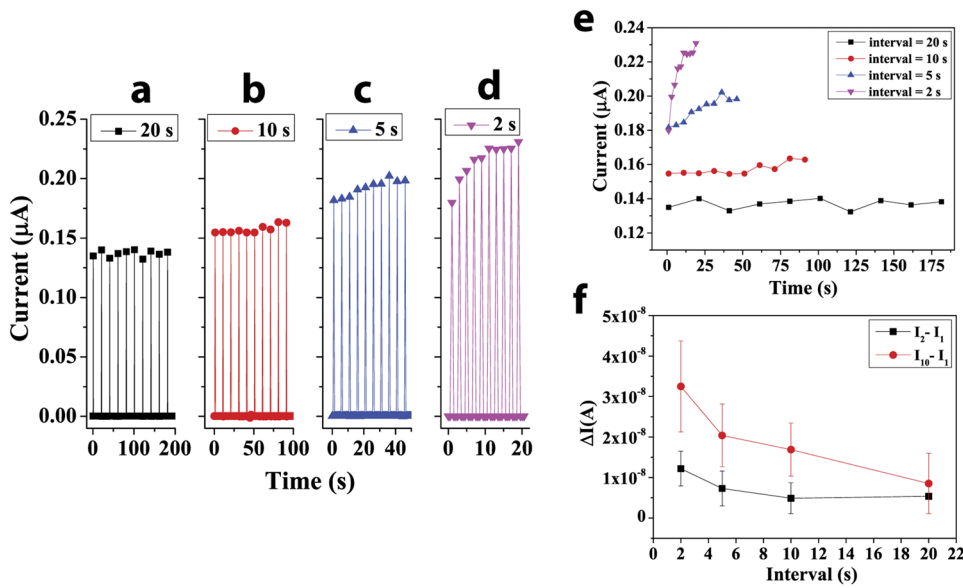 a
b
c
d
20 s
10 s
5 s
2 s
Current (μA)
0.25
0.20
0.15
0.10
0.05
0.00
0 100 200
0 50 100
0 20 40
0 10 20
Time (s)
e
Current (μA)
0.24
0.22
0.20
0.18
0.16
0.14
0.12
interval = 20 s
interval = 10 s
interval = 5 s
interval = 2 s
0 25 50 75 100 125 150 175
Time (s)
f
ΔI(A)
5x10⁻⁸
4x10⁻⁸
3x10⁻⁸
2x10⁻⁸
1x10⁻⁸
0
I₂- I₁
I₁₀- I₁
0 2 4 6 8 10 12 14 16 18 20 22
Interval (s)